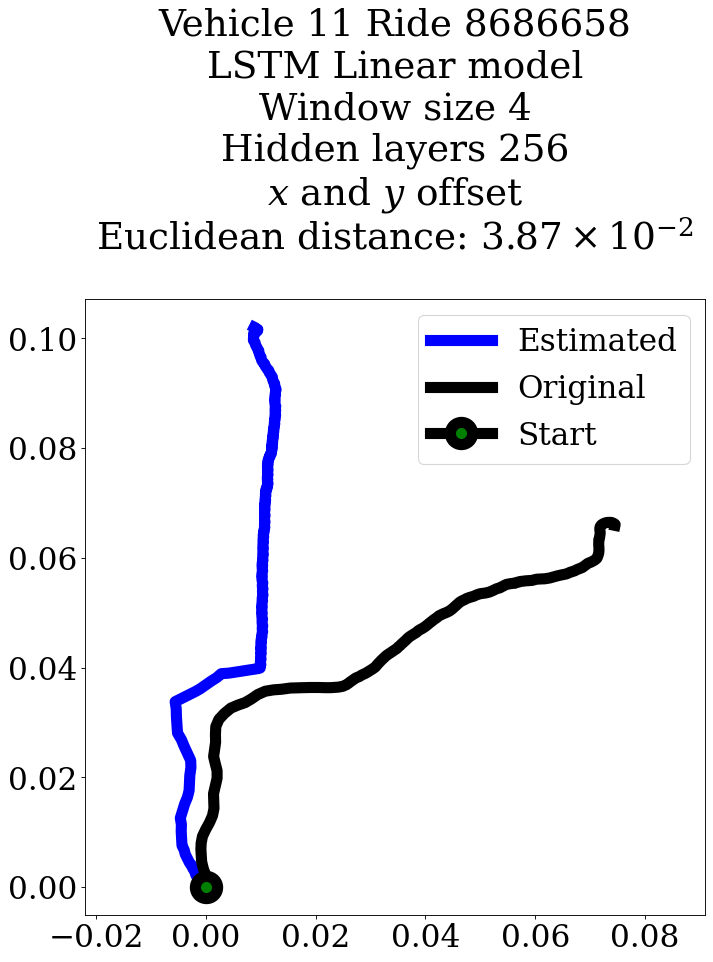 Vehicle 11 Ride 8686658
LSTM Linear model
Window size 4
Hidden layers 256
x and y offset
Euclidean distance: 3.87 × 10⁻²
Estimated
Original
Start
0.10
0.08
0.06
0.04
0.02
0.00
−0.02 0.00 0.02 0.04 0.06 0.08